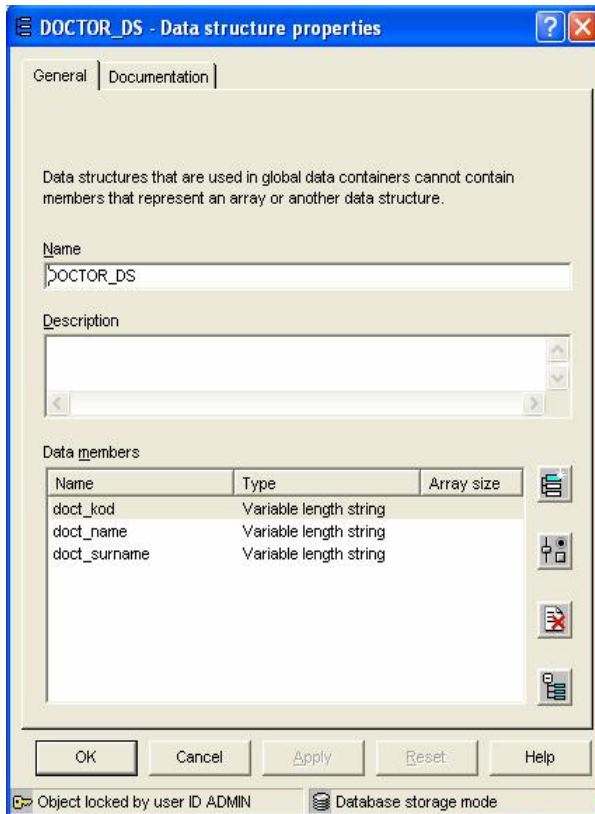 DOCTOR_DS - Data structure properties
General Documentation
Data structures that are used in global data containers cannot contain
members that represent an array or another data structure.
Name
DOCTOR_DS
Description
Data members
Name Type Array size
doct_kod Variable length string
doct_name Variable length string
doct_surname Variable length string
OK Cancel Apply Reset Help
Object locked by user ID ADMIN Database storage mode